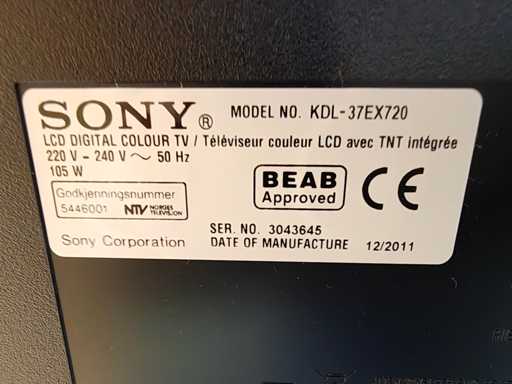 SONY® MODEL NO. KDL-37EX720
LCD DIGITAL COLOUR TV / Téléviseur couleur LCD avec TNT intégrée
220 V - 240 V ~ 50 Hz
105 W
Godkjenningsnummer
5446001 NTV NORGES TELEVISION
BEAB
Approved
CE
SER. NO. 3043645
Sony Corporation DATE OF MANUFACTURE 12/2011